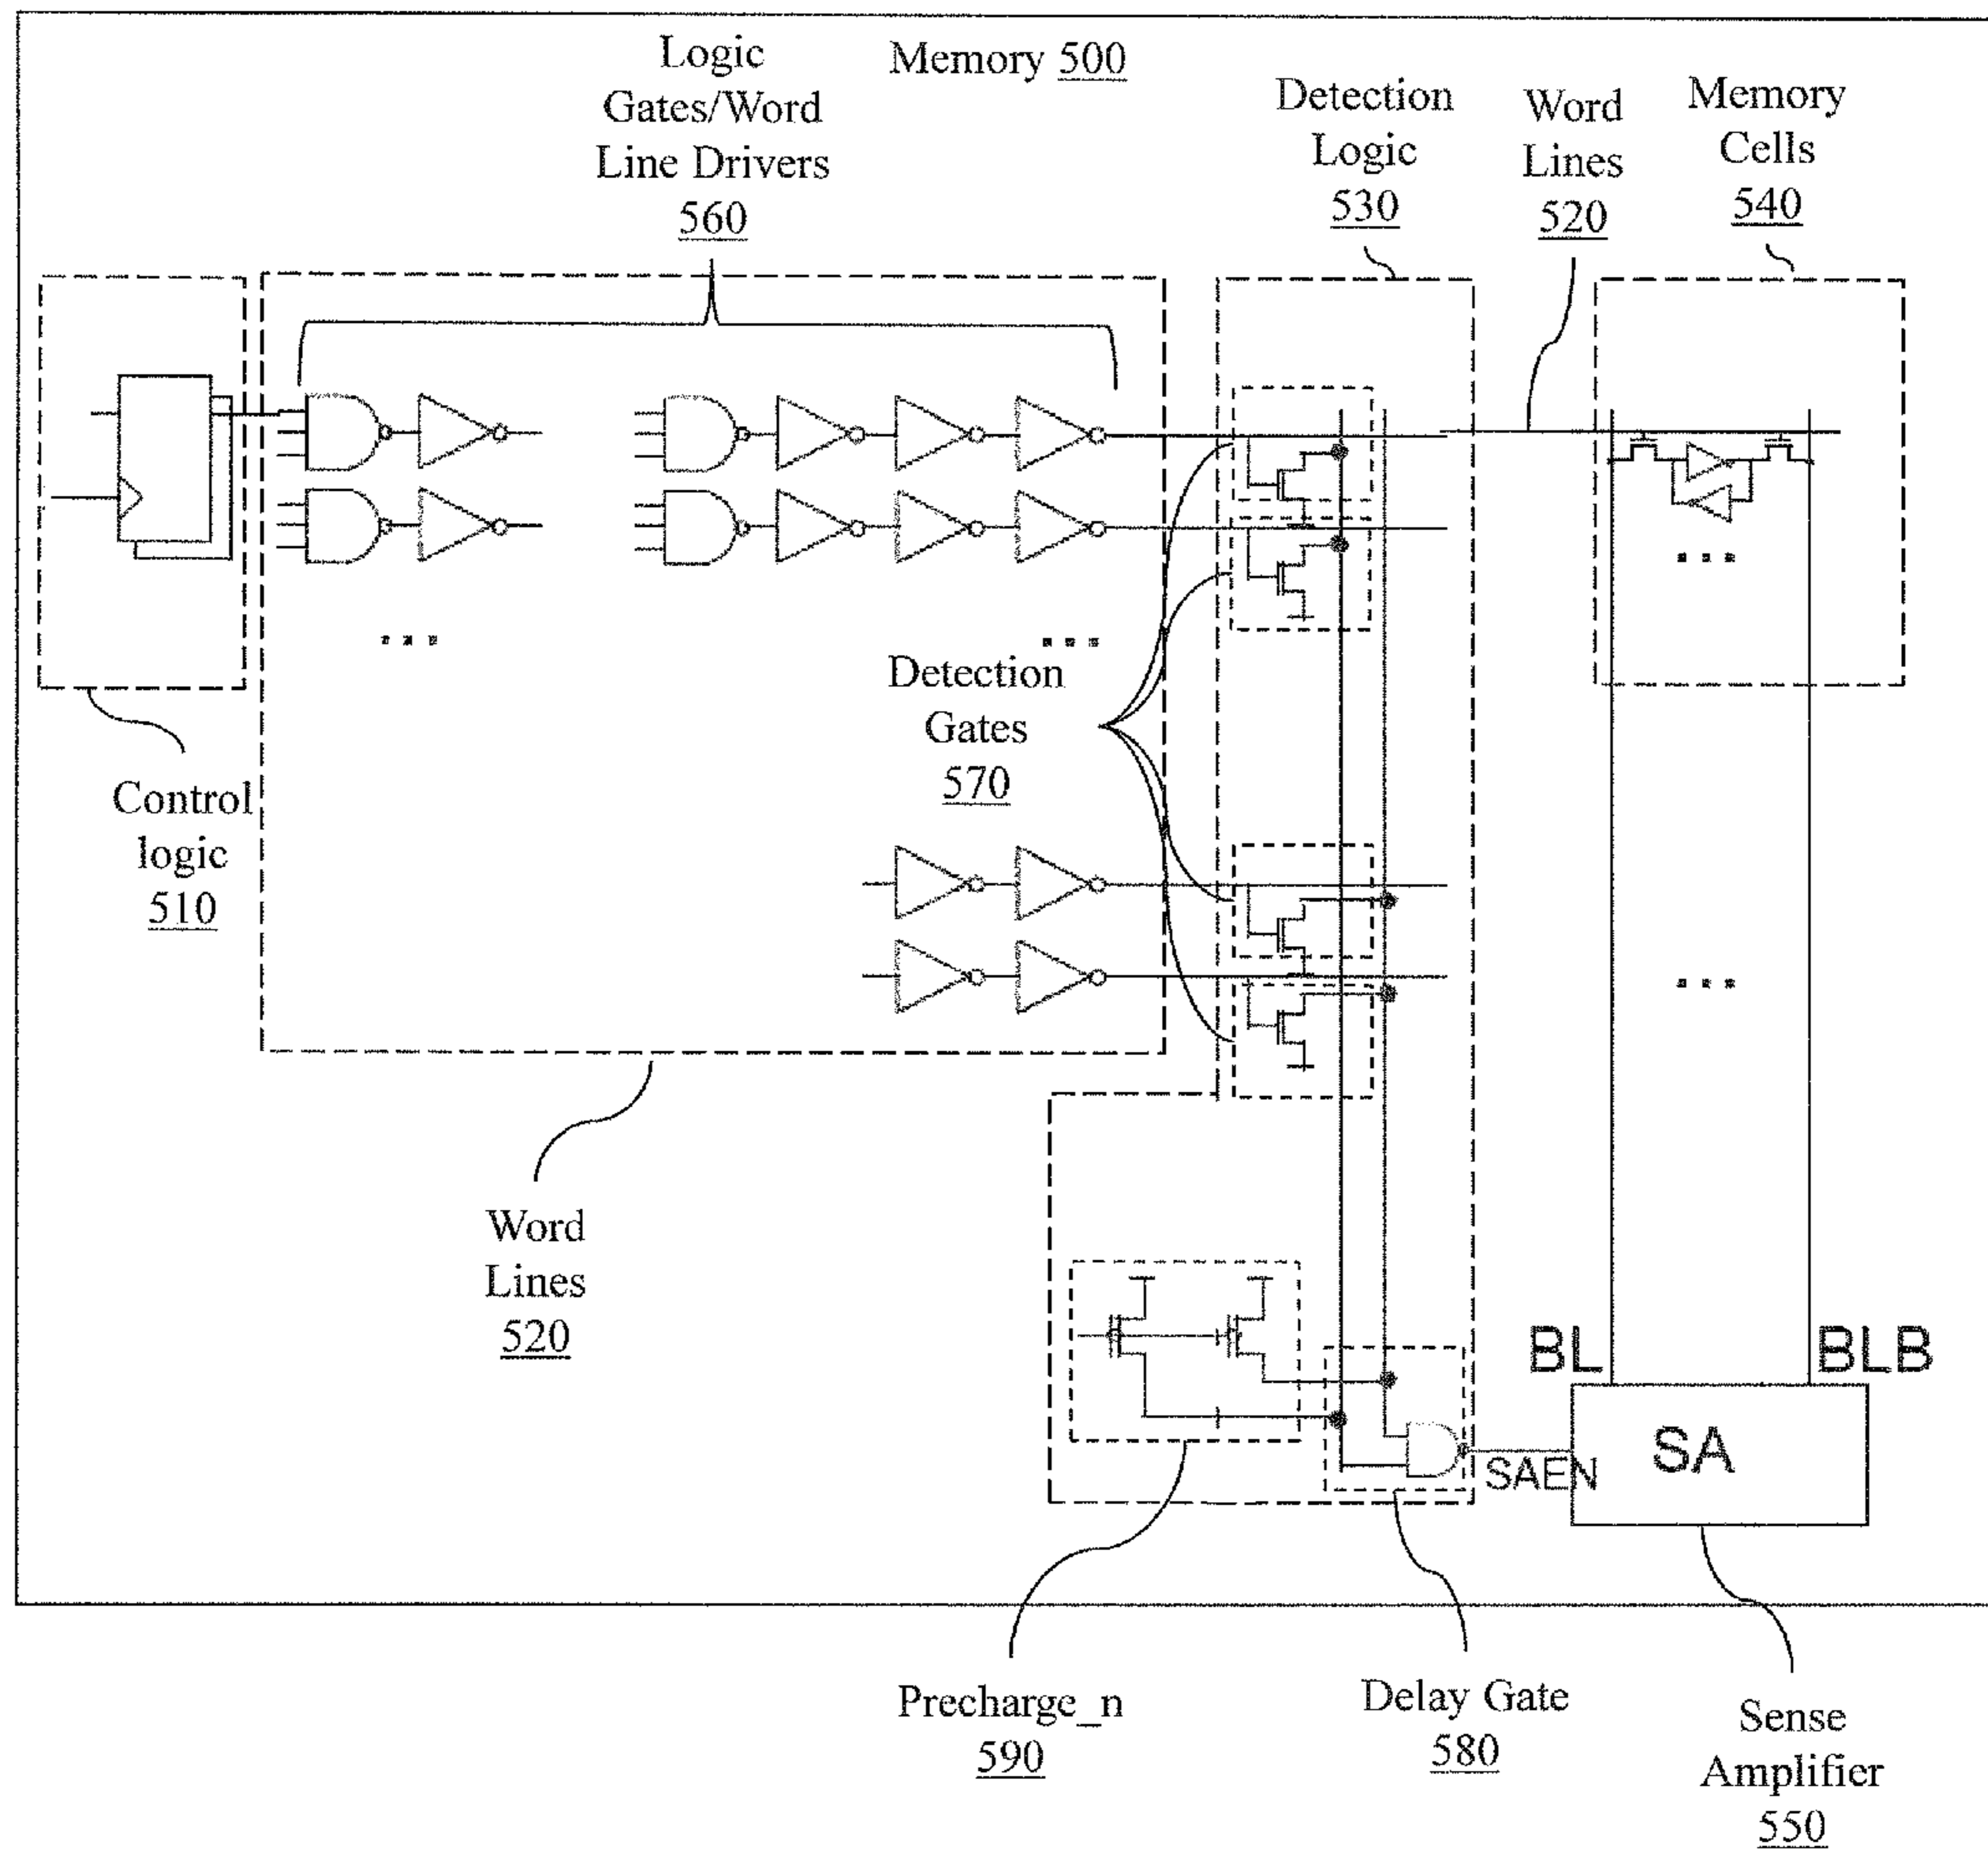 Memory 500
Logic
Gates/Word
Line Drivers
560
Detection
Logic
530
Word
Lines
520
Memory
Cells
540
Control
logic
510
Detection
Gates
570
Word
Lines
520
BL
BLB
SA
SAEN
Precharge_n
590
Delay Gate
580
Sense
Amplifier
550